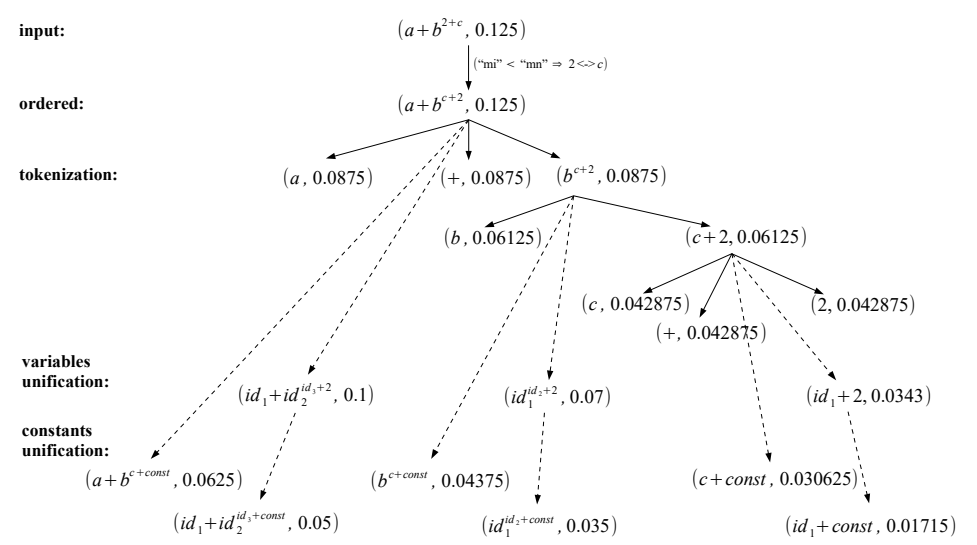 input: (a+b^{2+c}, 0.125)
(“mi” < “mn” ⇒ 2<->c)
ordered: (a+b^{c+2}, 0.125)
tokenization: (a, 0.0875) (+, 0.0875) (b^{c+2}, 0.0875)
(b, 0.06125) (c+2, 0.06125)
(c, 0.042875) (2, 0.042875)
(+, 0.042875)
variables
unification: (id_1+id_2^{id_3+2}, 0.1) (id_1^{id_2+2}, 0.07) (id_1+2, 0.0343)
constants
unification:
(a+b^{c+const}, 0.0625) (b^{c+const}, 0.04375) (c+const, 0.030625)
(id_1+id_2^{id_3+const}, 0.05) (id_1^{id_2+const}, 0.035) (id_1+const, 0.01715)